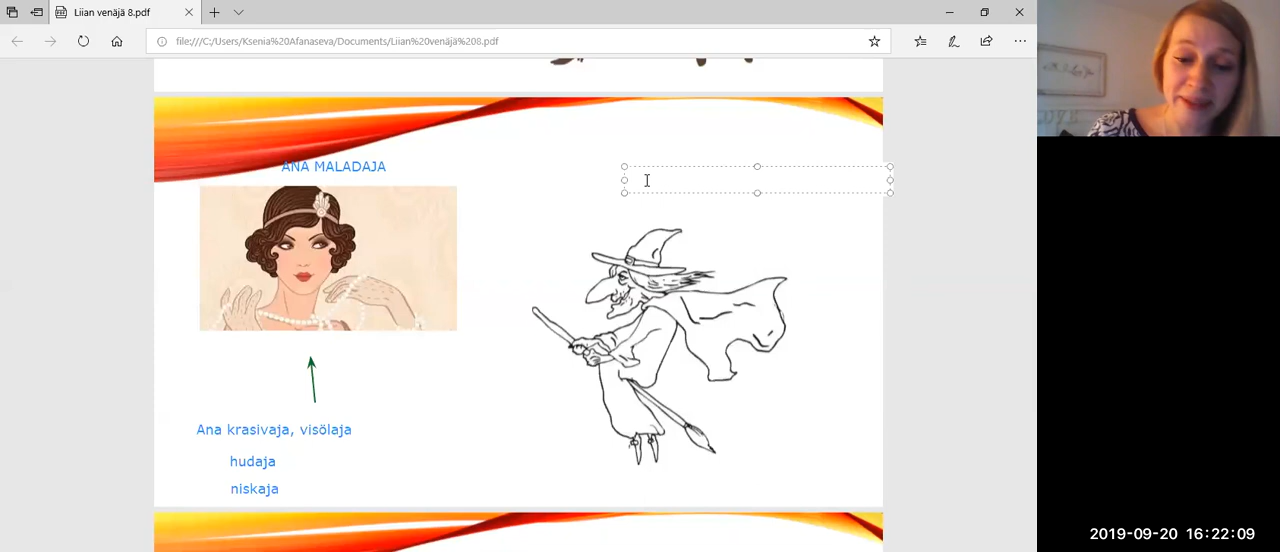 Liian venäjä 8.pdf
file:///C:/Users/Ksenia%20Afanaseva/Documents/Liian%20venäjä%208.pdf
ANA MALADAJA
Ana krasivaja, visölaja
hudaja
niskaja
2019-09-20 16:22:09